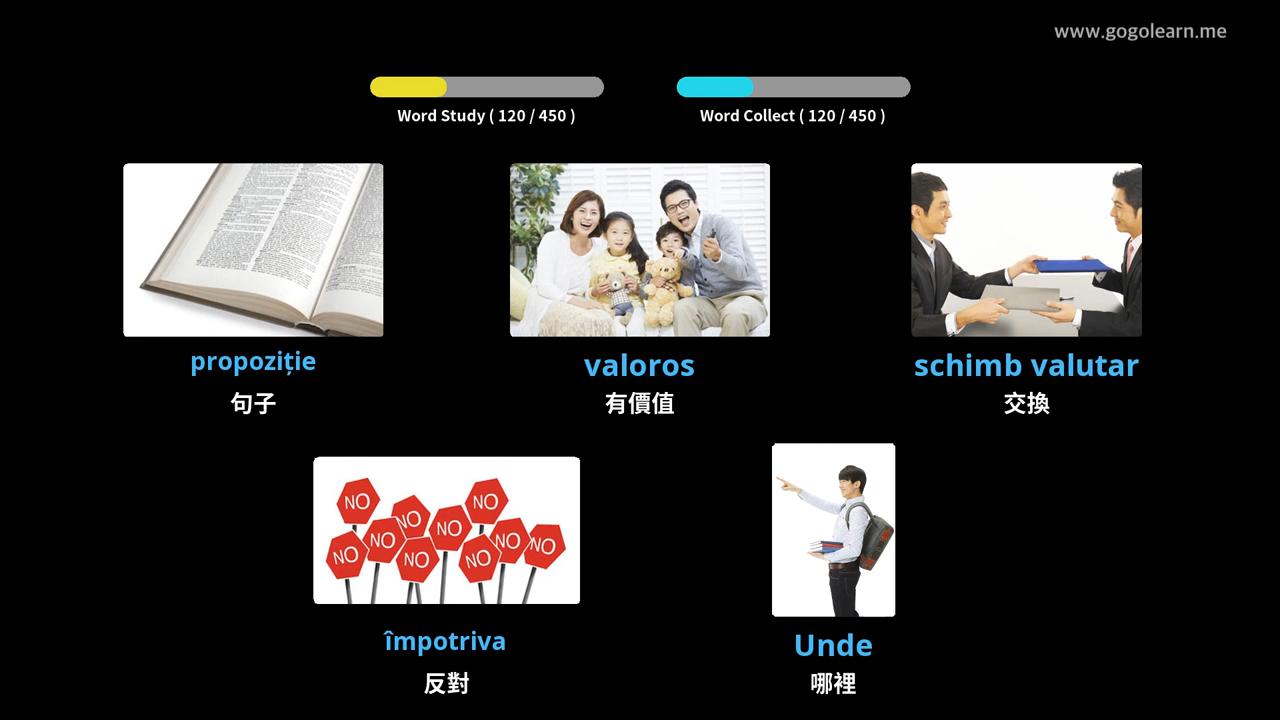 www.gogolearn.me
Word Study ( 120 / 450 )
Word Collect ( 120 / 450 )
propoziție
句子
valoros
有價值
schimb valutar
交換
NO
NO
NO
NO
NO
NO
NO
NO
NO
NO
împotriva
反對
Unde
哪裡